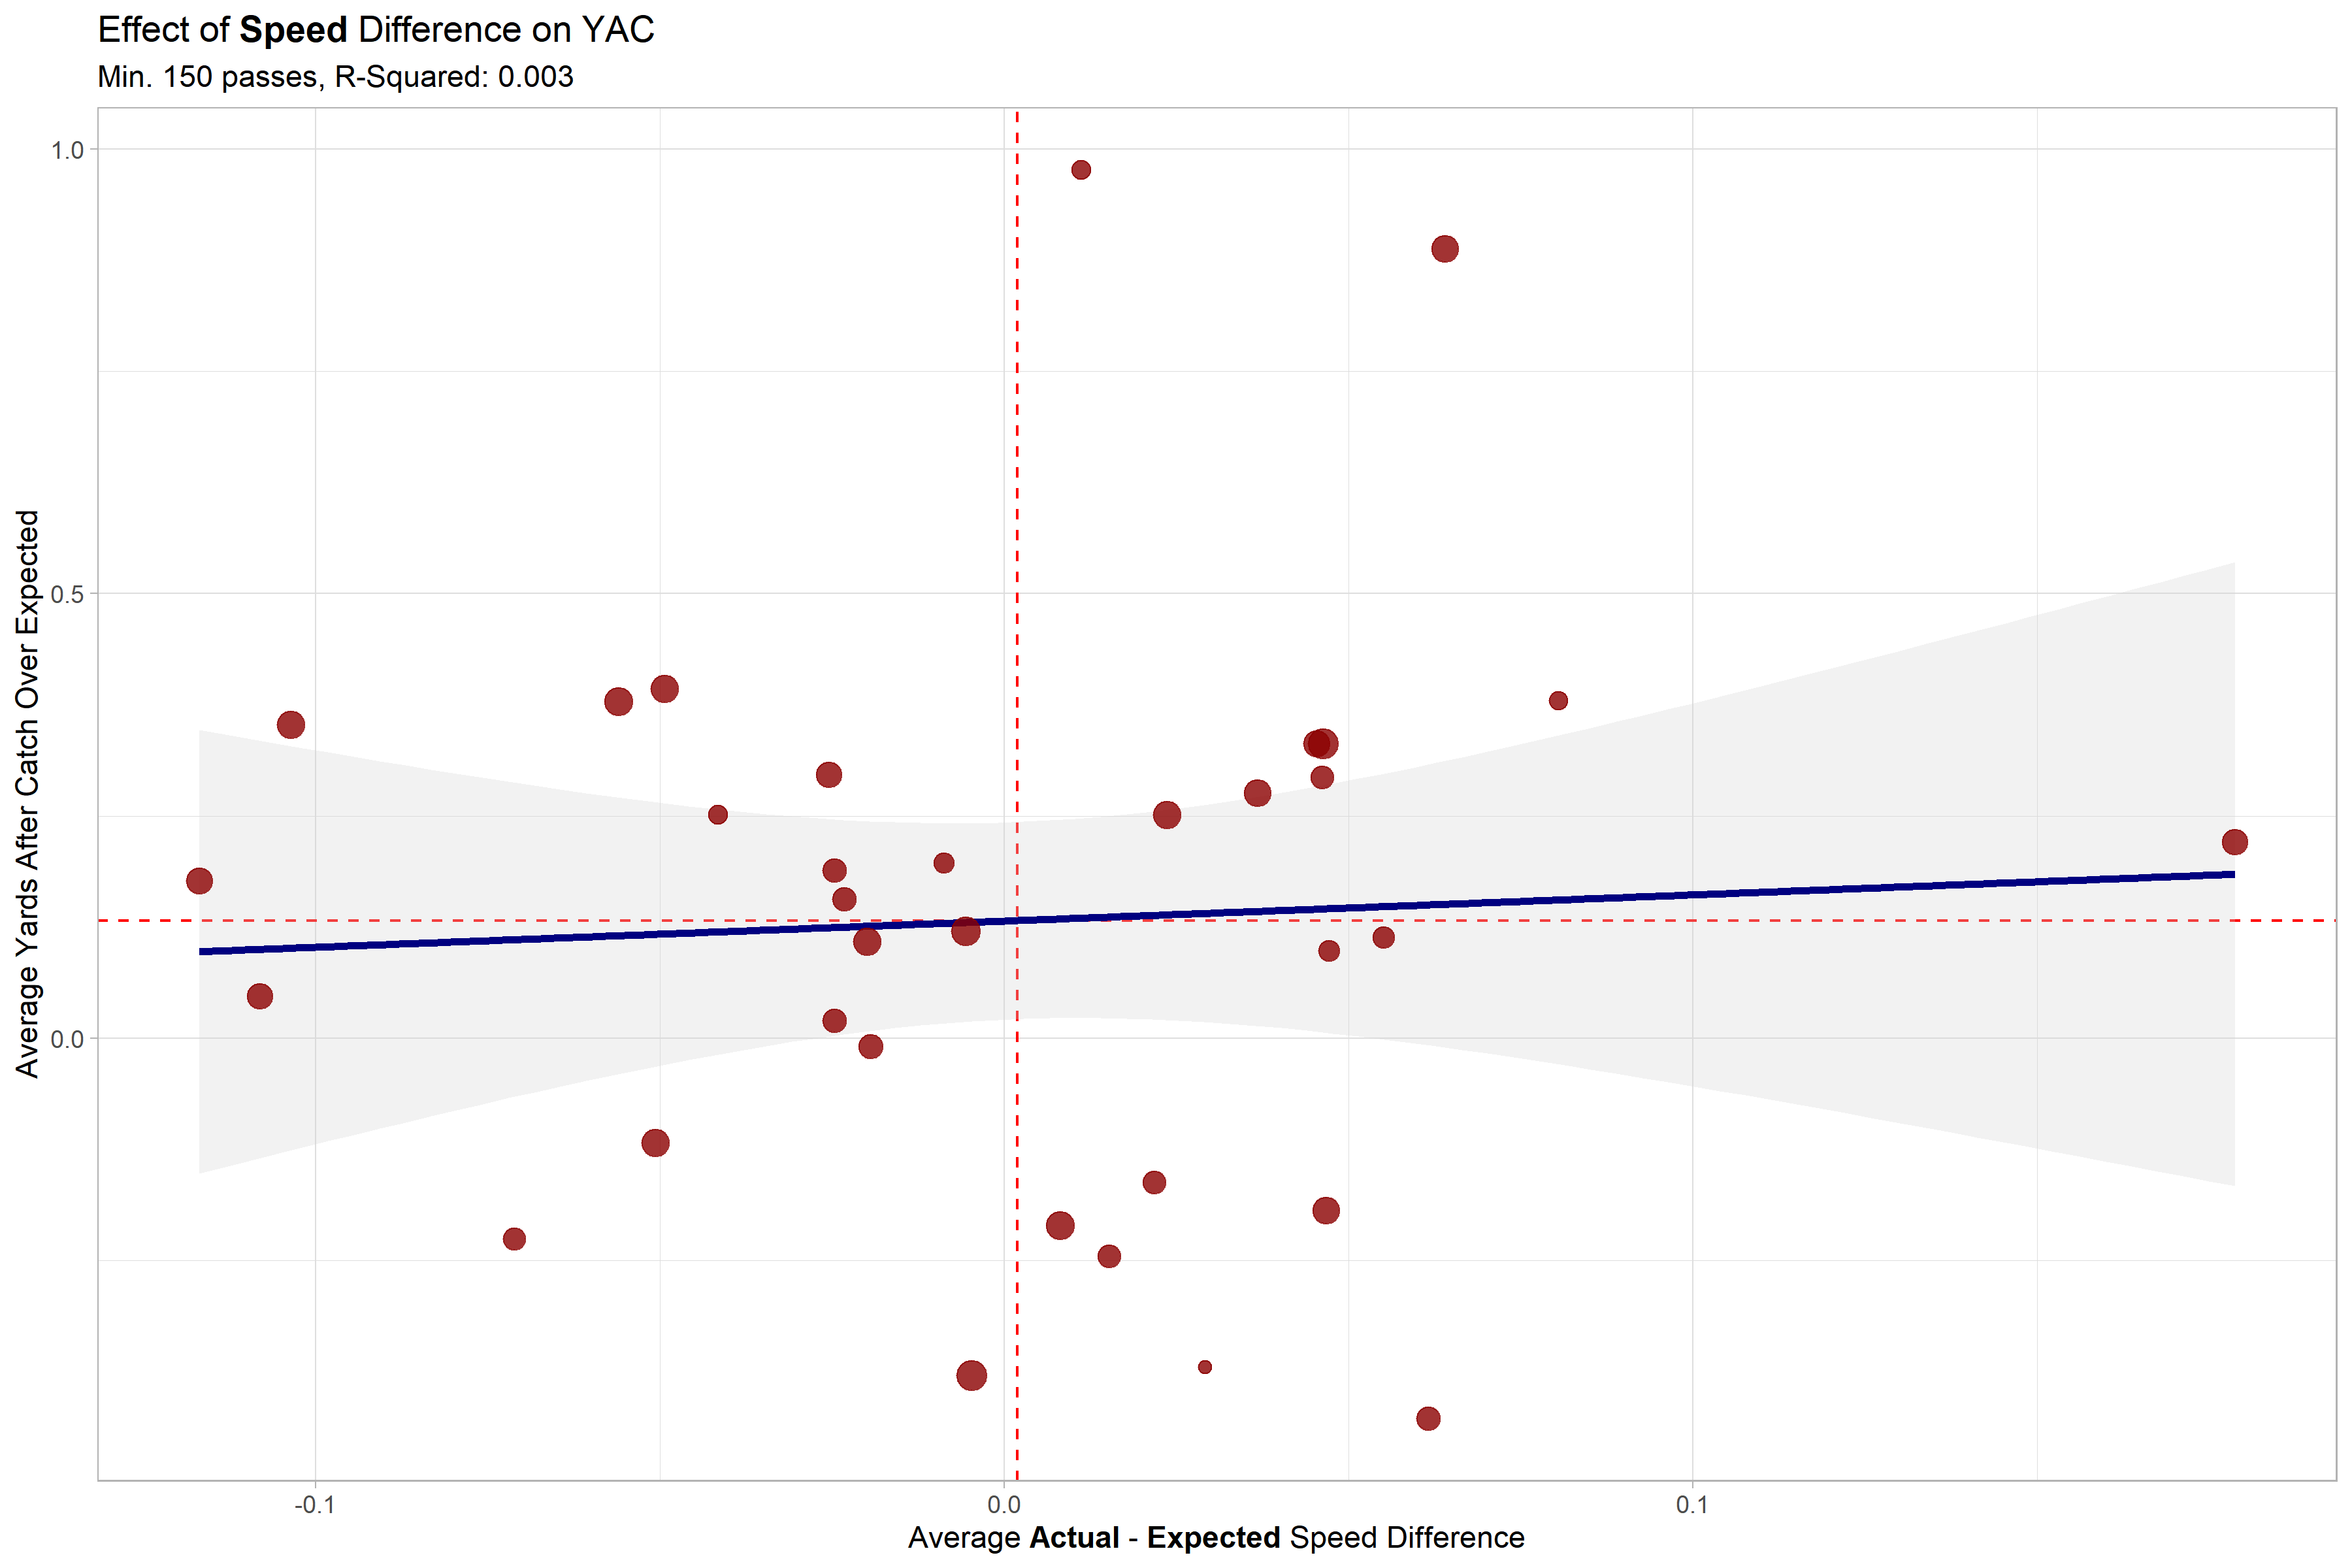 Effect of Speed Difference on YAC
Min. 150 passes, R-Squared: 0.003
Average Yards After Catch Over Expected
1.0
0.5
0.0
-0.1
0.0
0.1
Average Actual - Expected Speed Difference